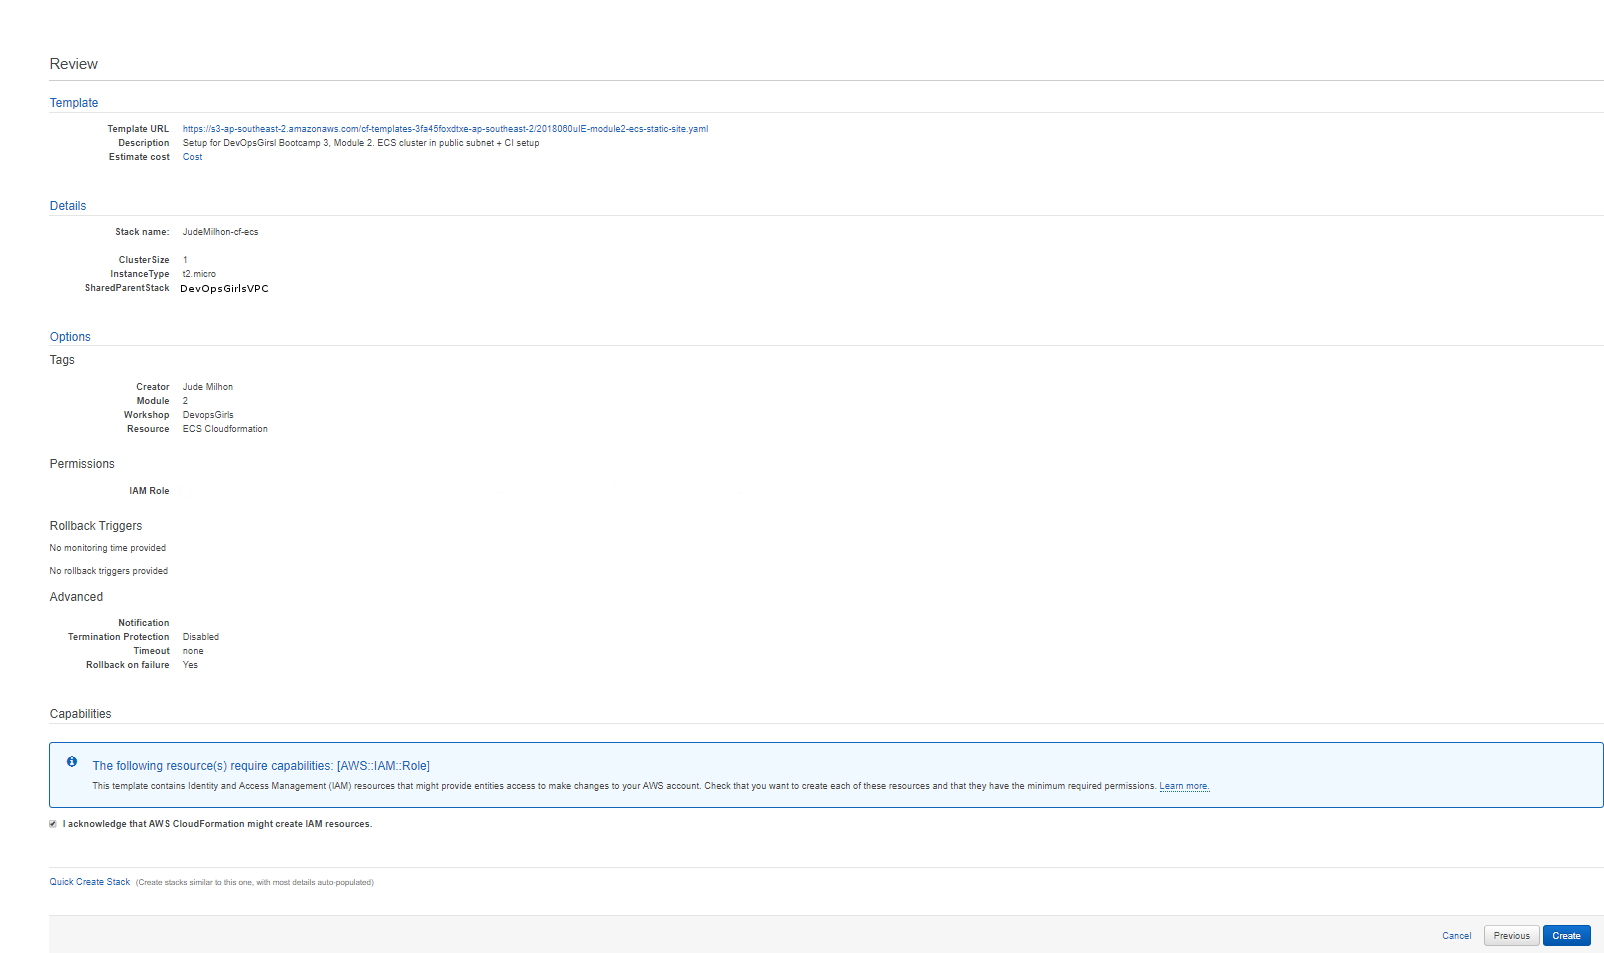 Review
Template
Template URL https://s3-ap-southeast-2.amazonaws.com/cf-templates-3fa45foxdtxe-ap-southeast-2/2018060uIE-module2-ecs-static-site.yaml
Description Setup for DevOpsGirsl Bootcamp 3, Module 2. ECS cluster in public subnet + CI setup
Estimate cost Cost
Details
Stack name: JudeMilhon-cf-ecs
ClusterSize 1
InstanceType t2.micro
SharedParentStack DevOpsGirlsVPC
Options
Tags
Creator Jude Milhon
Module 2
Workshop DevopsGirls
Resource ECS Cloudformation
Permissions
IAM Role
Rollback Triggers
No monitoring time provided
No rollback triggers provided
Advanced
Notification
Termination Protection Disabled
Timeout none
Rollback on failure Yes
Capabilities
The following resource(s) require capabilities: [AWS::IAM::Role]
This template contains Identity and Access Management (IAM) resources that might provide entities access to make changes to your AWS account. Check that you want to create each of these resources and that they have the minimum required permissions. Learn more.
I acknowledge that AWS CloudFormation might create IAM resources.
Quick Create Stack (Create stacks similar to this one, with most details auto-populated)
Cancel Previous Create